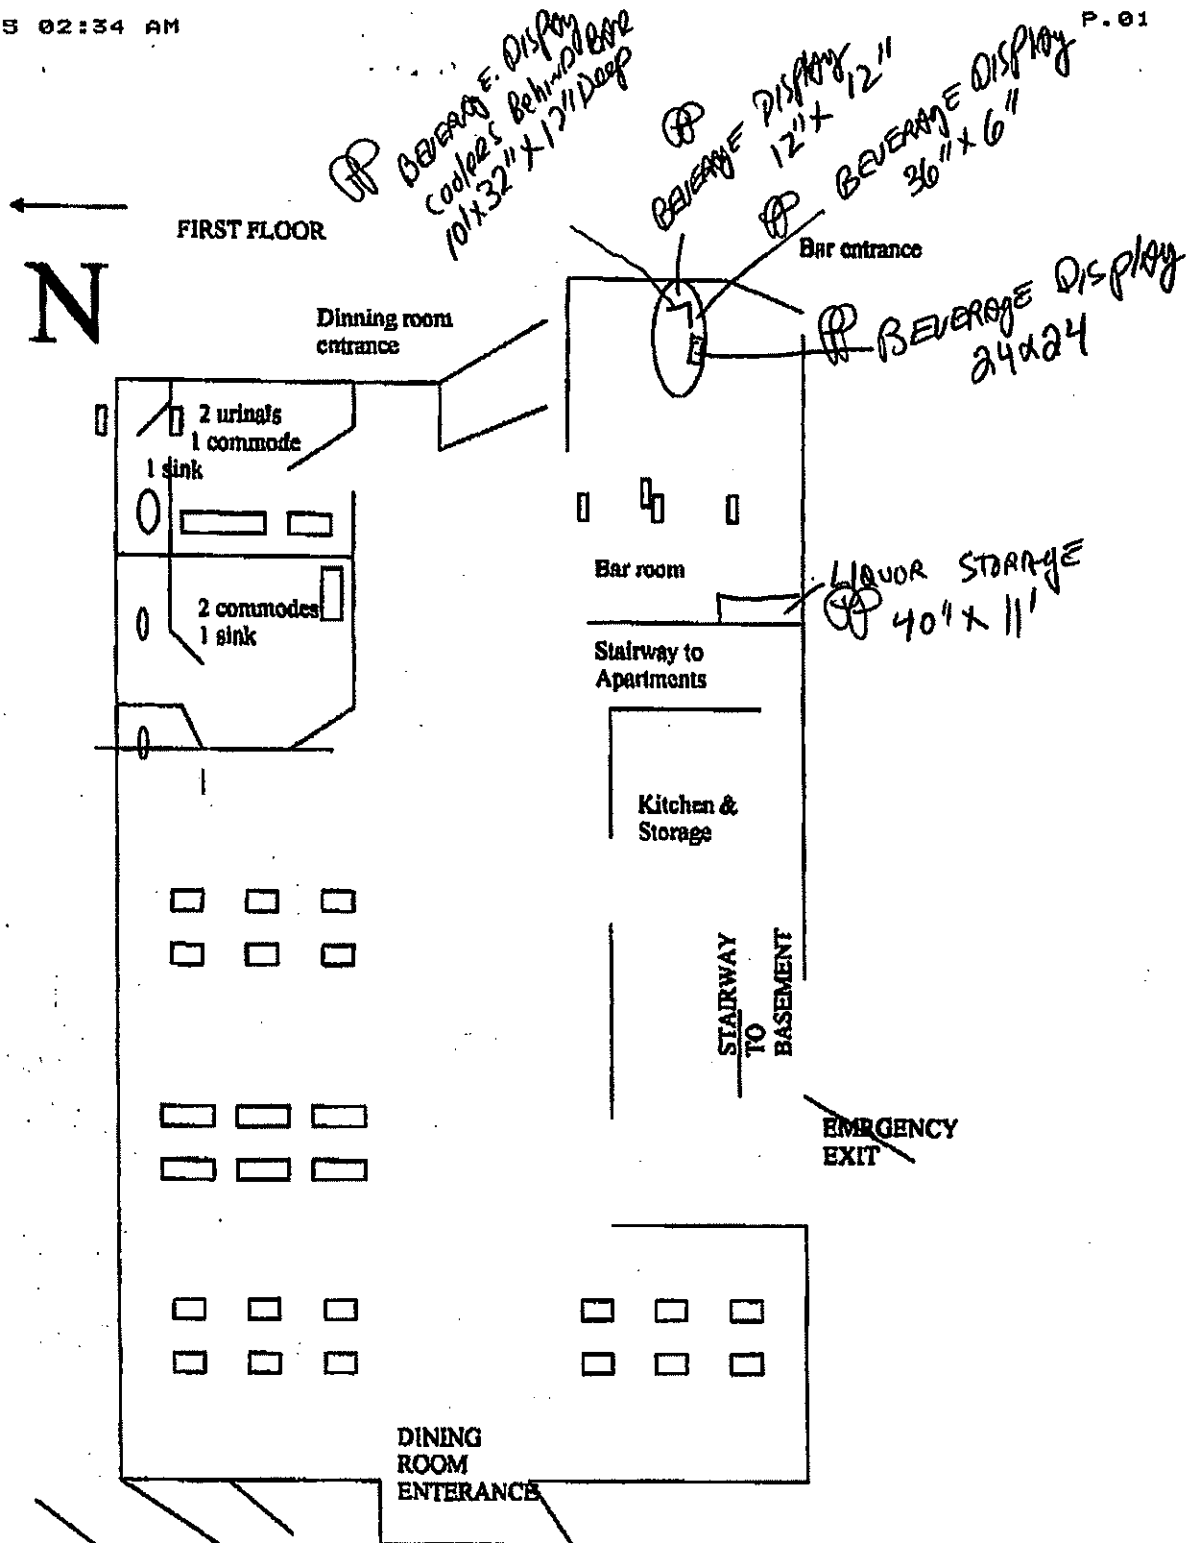 5 02:34 AM
P.01
BEVERAGE. DISPLAY
COOLERS BEHIND BAR
10'X32"X12" Deep
BEVERAGE DISPLAY
12"X 12"
BEVERAGE DISPLAY
36"X6"
FIRST FLOOR
N
Bar entrance
Dinning room
entrance
BEVERAGE DISPLAY
24x24
2 urinals
1 commode
1 sink
Bar room
LIQUOR STORAGE
40" X 11'
2 commodes
1 sink
Stairway to
Apartments
Kitchen &
Storage
STAIRWAY
TO
BASEMENT
EMRGENCY
EXIT
DINING
ROOM
ENTERANCE